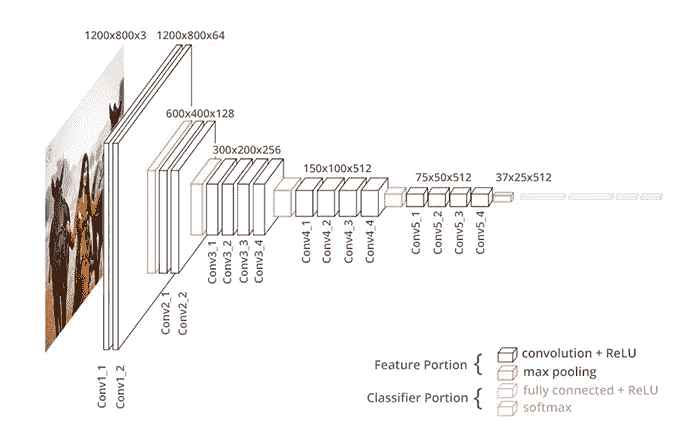 1200x800x3
1200x800x64
600x400x128
300x200x256
150x100x512
75x50x512
37x25x512
Conv1_1
Conv1_2
Conv2_1
Conv2_2
Conv3_1
Conv3_2
Conv3_3
Conv3_4
Conv4_1
Conv4_2
Conv4_3
Conv4_4
Conv5_1
Conv5_2
Conv5_3
Conv5_4
Feature Portion {
convolution + ReLU
max pooling
Classifier Portion {
fully connected + ReLU
softmax